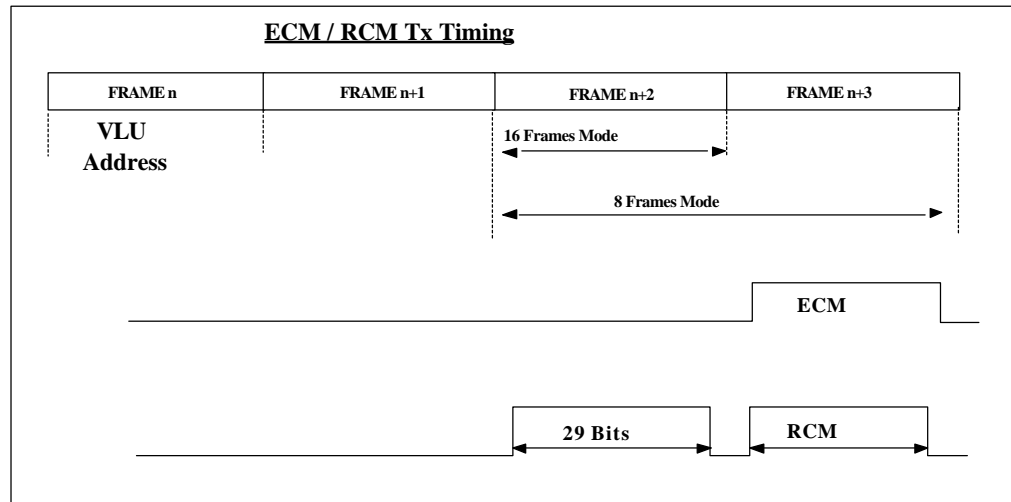 ECM / RCM Tx Timing
FRAME n
FRAME n+1
FRAME n+2
FRAME n+3
VLU
Address
16 Frames Mode
8 Frames Mode
ECM
29 Bits
RCM